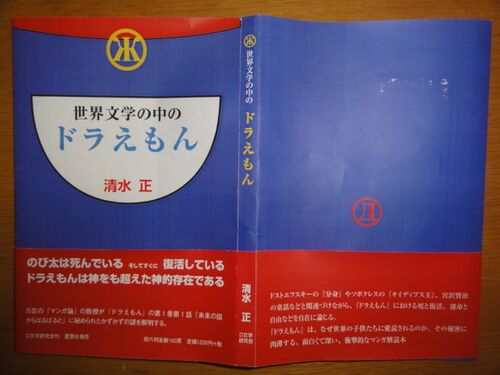 世界文学の中の
ドラえもん
清水 正
のび太は死んでいる そしてすぐに 復活している
ドラえもんは神をも超えた神的存在である
日芸の「マンガ論」の教授が『ドラえもん』の第1巻第1話「未来の国
からはるばると」に秘められたかずかずの謎を解明する。
D文学研究会刊 星雲社発売
四六判並製160頁 定価1200円+税
世界文学の中の ドラえもん
清水 正
D文学
研究会
ドストエフスキーの『分身』やソポクレスの『オイディプス王』、宮沢賢治
の童話などと関連づけながら、『ドラえもん』における死と復活、運命と
自由などを自在に論じる。
『ドラえもん』は、なぜ世界の子供たちに愛読されるのか。その秘密に
肉薄する、面白くて深い、衝撃的なマンガ解読本